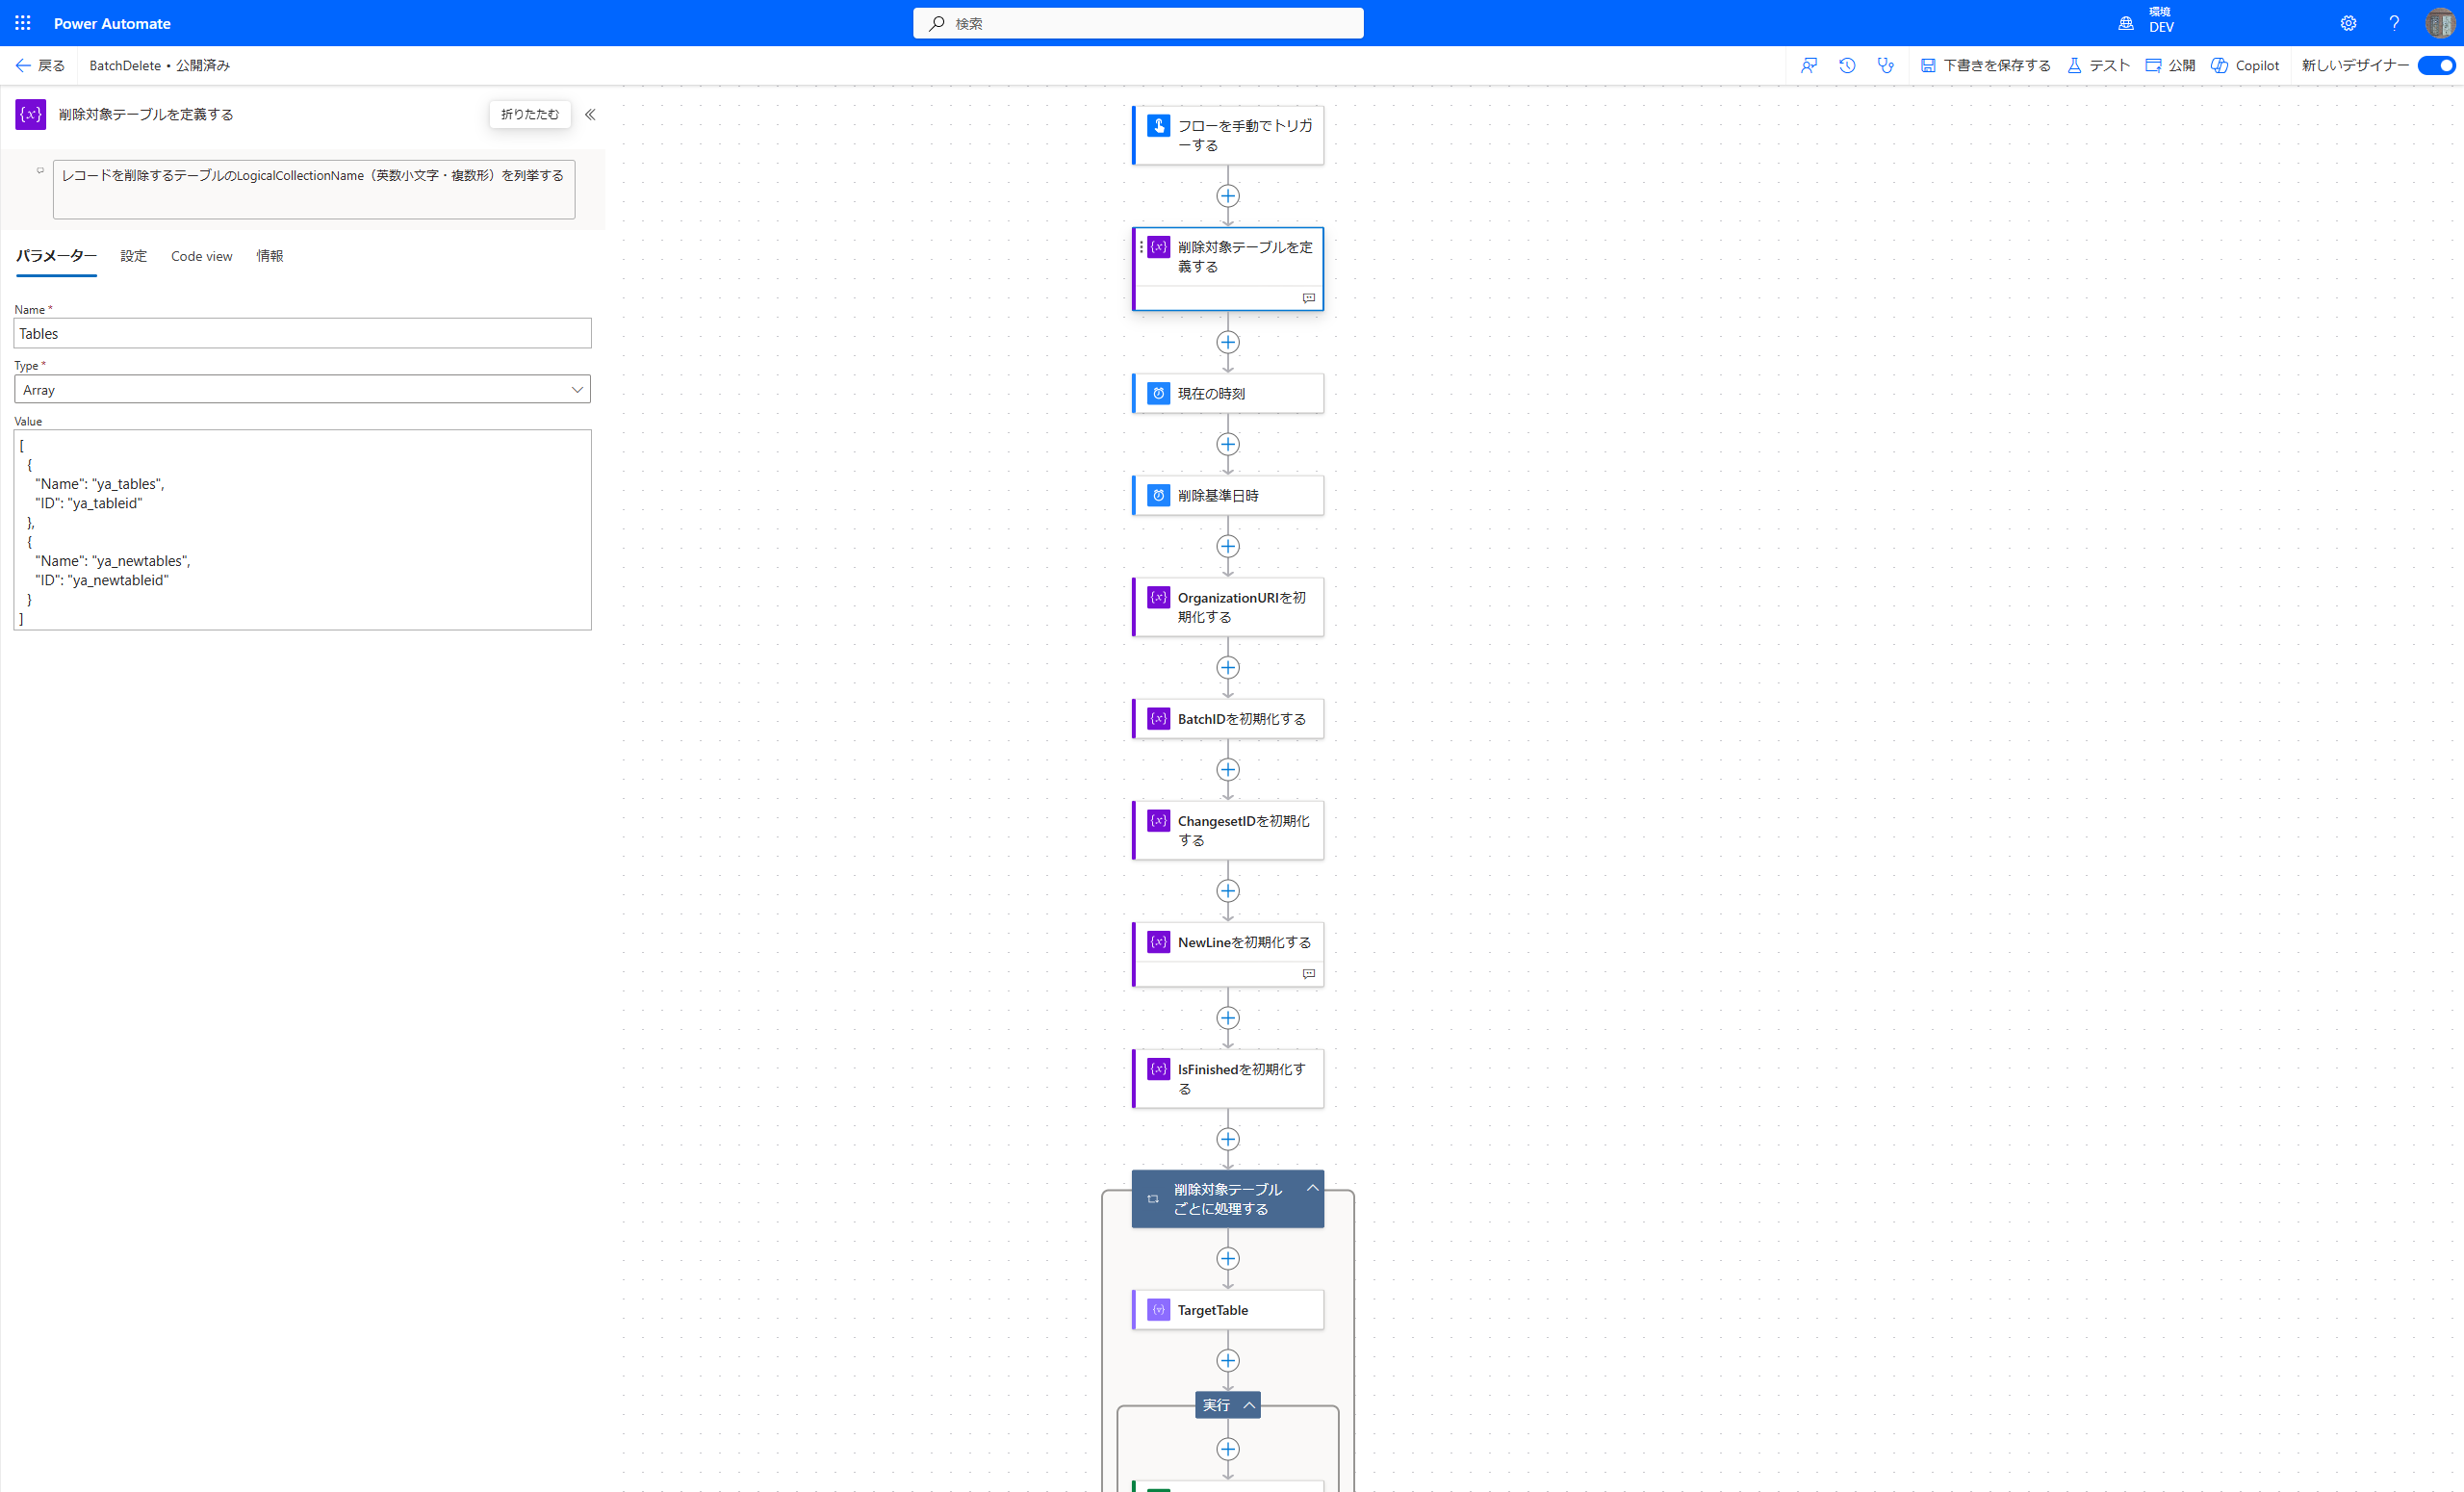 Power Automate
検索
環境
DEV
戻る
BatchDelete • 公開済み
下書きを保存する
テスト
公開
Copilot
新しいデザイナー
削除対象テーブルを定義する
折りたたむ
レコードを削除するテーブルのLogicalCollectionName（英数小文字・複数形）を列挙する
パラメーター
設定
Code view
情報
Name *
Tables
Type *
Array
Value
[
{
"Name": "ya_tables",
"ID": "ya_tableid"
},
{
"Name": "ya_newtables",
"ID": "ya_newtableid"
}
]
フローを手動でトリガ
ーする
削除対象テーブルを定
義する
現在の時刻
削除基準日時
OrganizationURIを初
期化する
BatchIDを初期化する
ChangesetIDを初期化
する
NewLineを初期化する
IsFinishedを初期化す
る
削除対象テーブル
ごとに処理する
TargetTable
実行